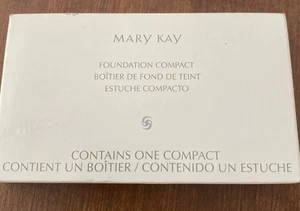 MARY KAY
FOUNDATION COMPACT
BOÎTIER DE FOND DE TEINT
ESTUCHE COMPACTO
CONTAINS ONE COMPACT
CONTIENT UN BOÎTIER / CONTENIDO UN ESTUCHE